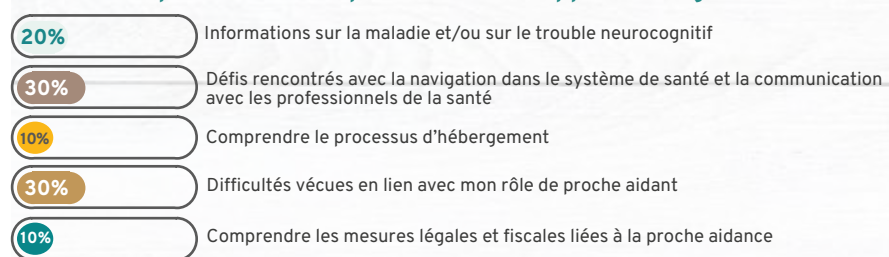 20% Informations sur la maladie et/ou sur le trouble neurocognitif
30% Défis rencontrés avec la navigation dans le système de santé et la communication
avec les professionnels de la santé
10% Comprendre le processus d'hébergement
30% Difficultés vécues en lien avec mon rôle de proche aidant
10% Comprendre les mesures légales et fiscales liées à la proche aidance